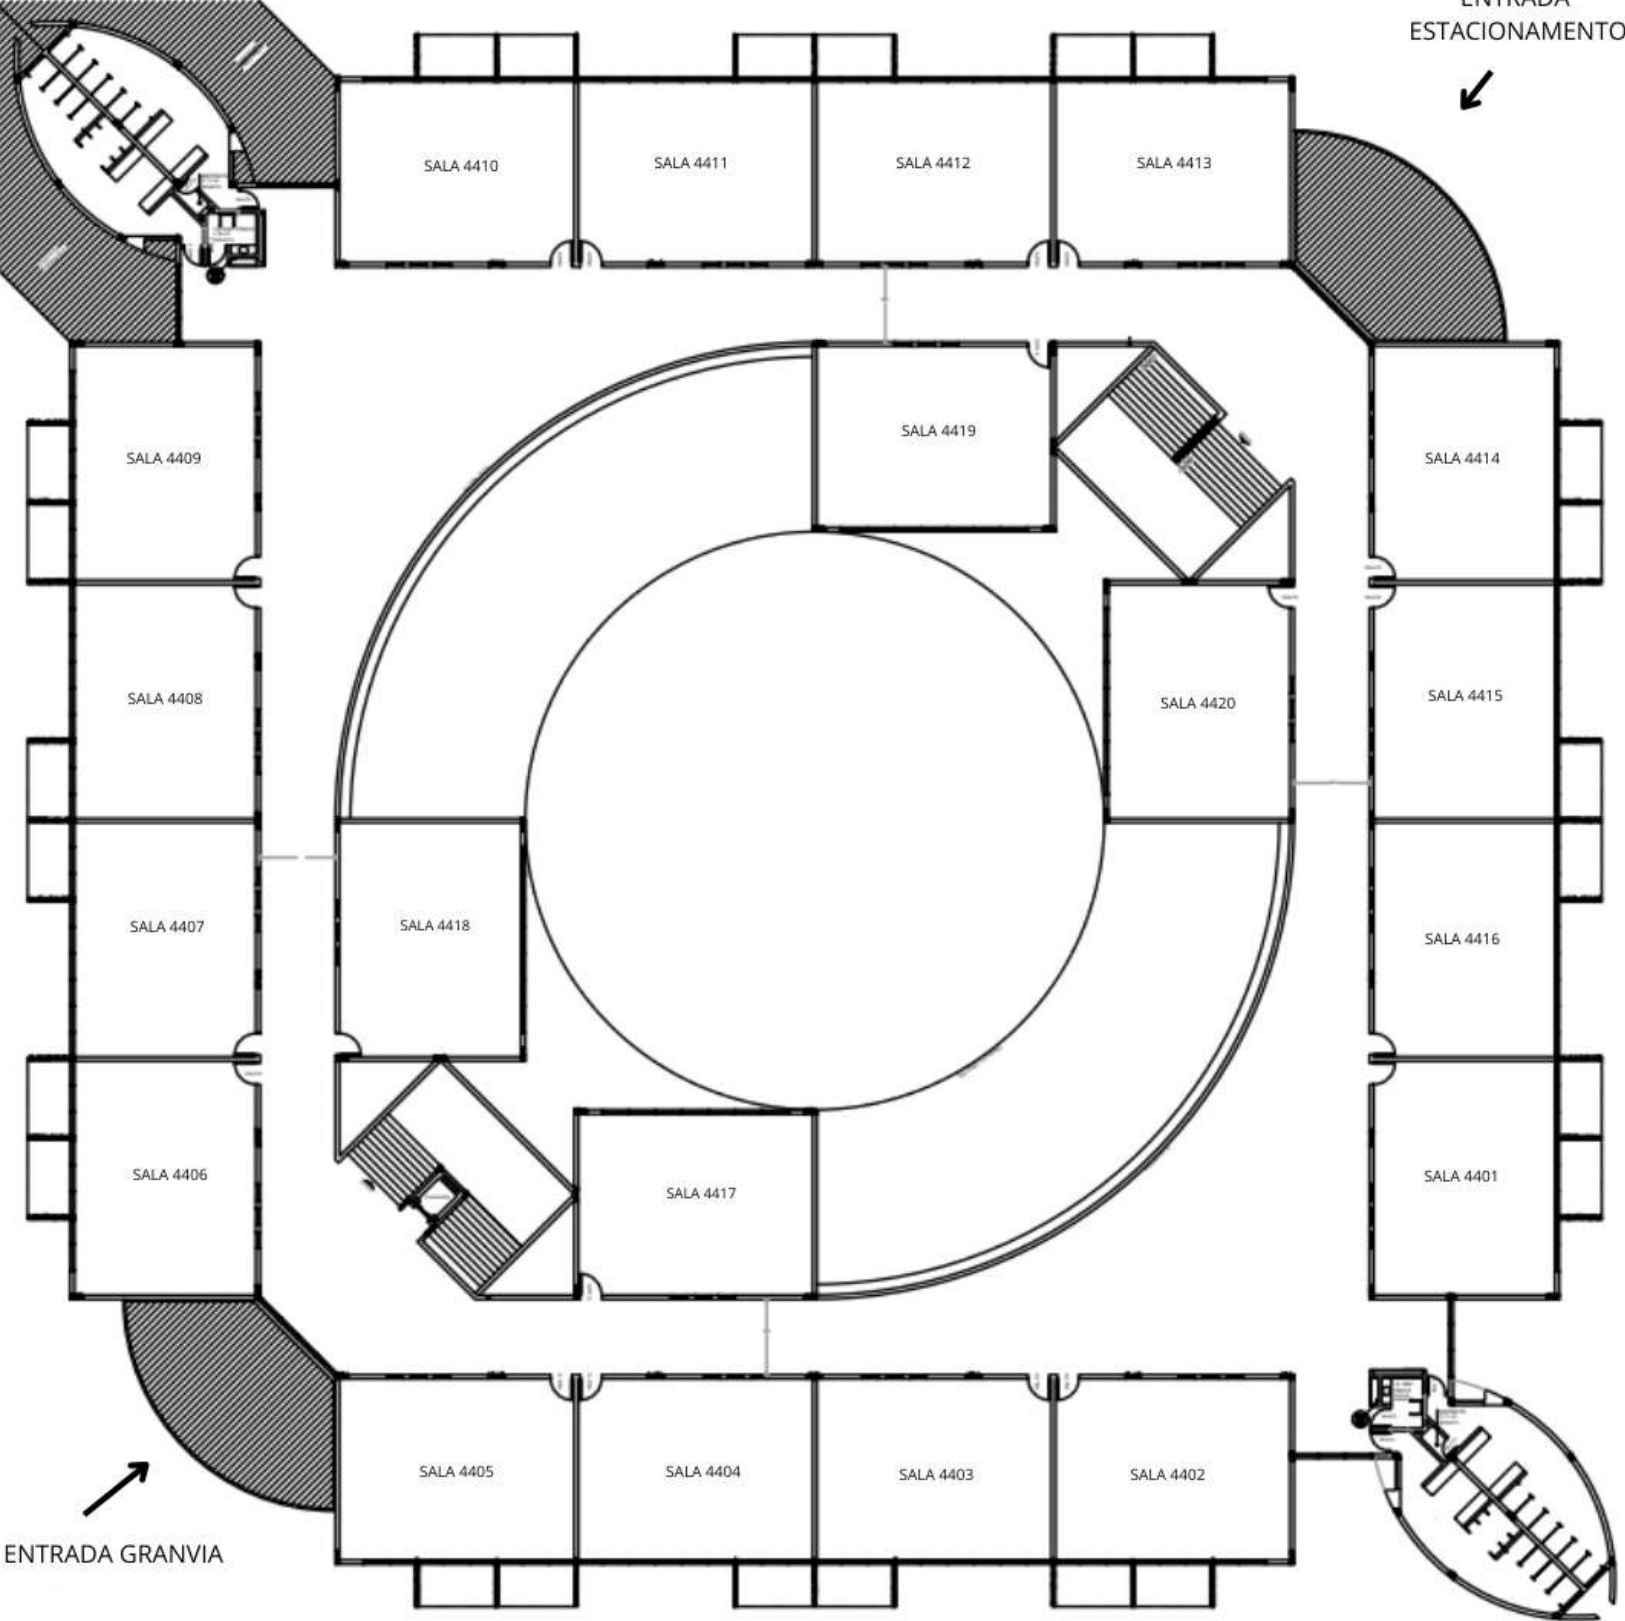 ENTRADA
ESTACIONAMENTO
SALA 4410
SALA 4411
SALA 4412
SALA 4413
SALA 4409
SALA 4419
SALA 4414
SALA 4408
SALA 4420
SALA 4415
SALA 4407
SALA 4418
SALA 4416
SALA 4406
SALA 4417
SALA 4401
SALA 4405
SALA 4404
SALA 4403
SALA 4402
ENTRADA GRANVIA